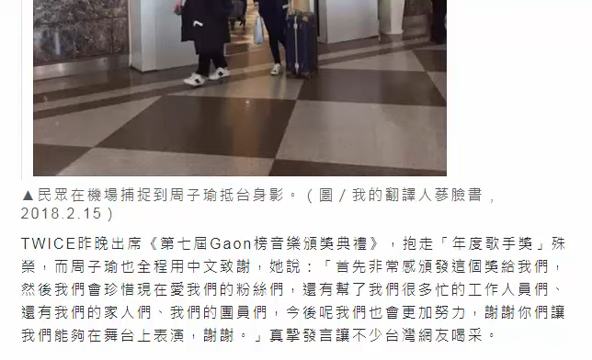 ▲民眾在機場捕捉到周子瑜抵台身影。（圖／我的翻譯人蔘臉書，
2018.2.15）
TWICE昨晚出席《第七屆Gaon榜音樂頒獎典禮》，抱走「年度歌手獎」殊
榮，而周子瑜也全程用中文致謝，她說：「首先非常感頒發這個獎給我們，
然後我們會珍惜現在愛我們的粉絲們，還有幫了我們很多忙的工作人員們、
還有我們的家人們、我們的團員們，今後呢我們也會更加努力，謝謝你們讓
我們能夠在舞台上表演，謝謝。」真摯發言讓不少台灣網友喝采。